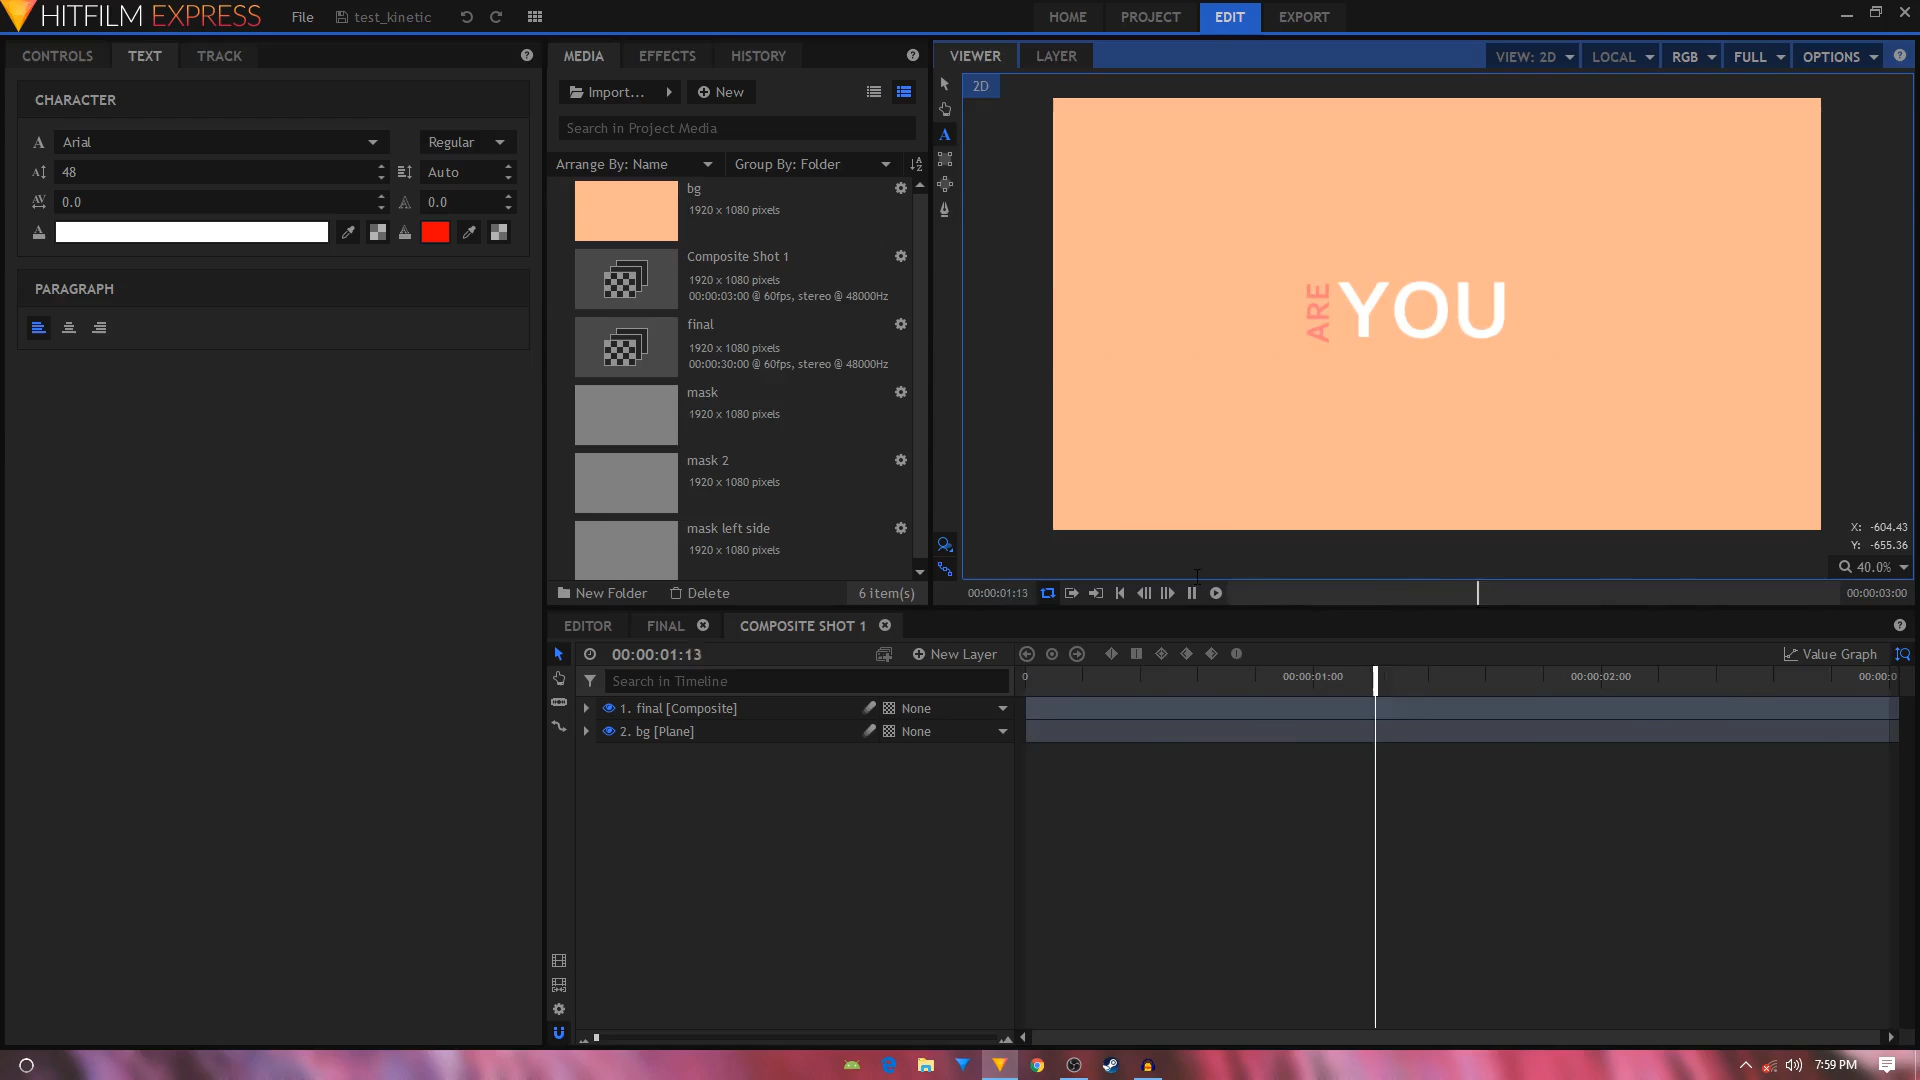 HITFILM EXPRESS
File
test_kinetic
HOME
PROJECT
EDIT
EXPORT
CONTROLS
TEXT
TRACK
CHARACTER
Arial
Regular
48
Auto
0.0
0.0
PARAGRAPH
MEDIA
EFFECTS
HISTORY
Import...
New
Search in Project Media
Arrange By: Name
Group By: Folder
bg
1920 x 1080 pixels
Composite Shot 1
1920 x 1080 pixels
00:00:03:00 @ 60fps, stereo @ 48000Hz
final
1920 x 1080 pixels
00:00:30:00 @ 60fps, stereo @ 48000Hz
mask
1920 x 1080 pixels
mask 2
1920 x 1080 pixels
mask left side
1920 x 1080 pixels
New Folder
Delete
6 item(s)
VIEWER
LAYER
VIEW: 2D
LOCAL
RGB
FULL
OPTIONS
2D
ARE YOU
X: -604.43
Y: -655.36
40.0%
00:00:01:13
00:00:03:00
EDITOR
FINAL
COMPOSITE SHOT 1
00:00:01:13
New Layer
Value Graph
Search in Timeline
0
00:00:01:00
00:00:02:00
00:00:0
1. final [Composite]
None
2. bg [Plane]
None
7:59 PM